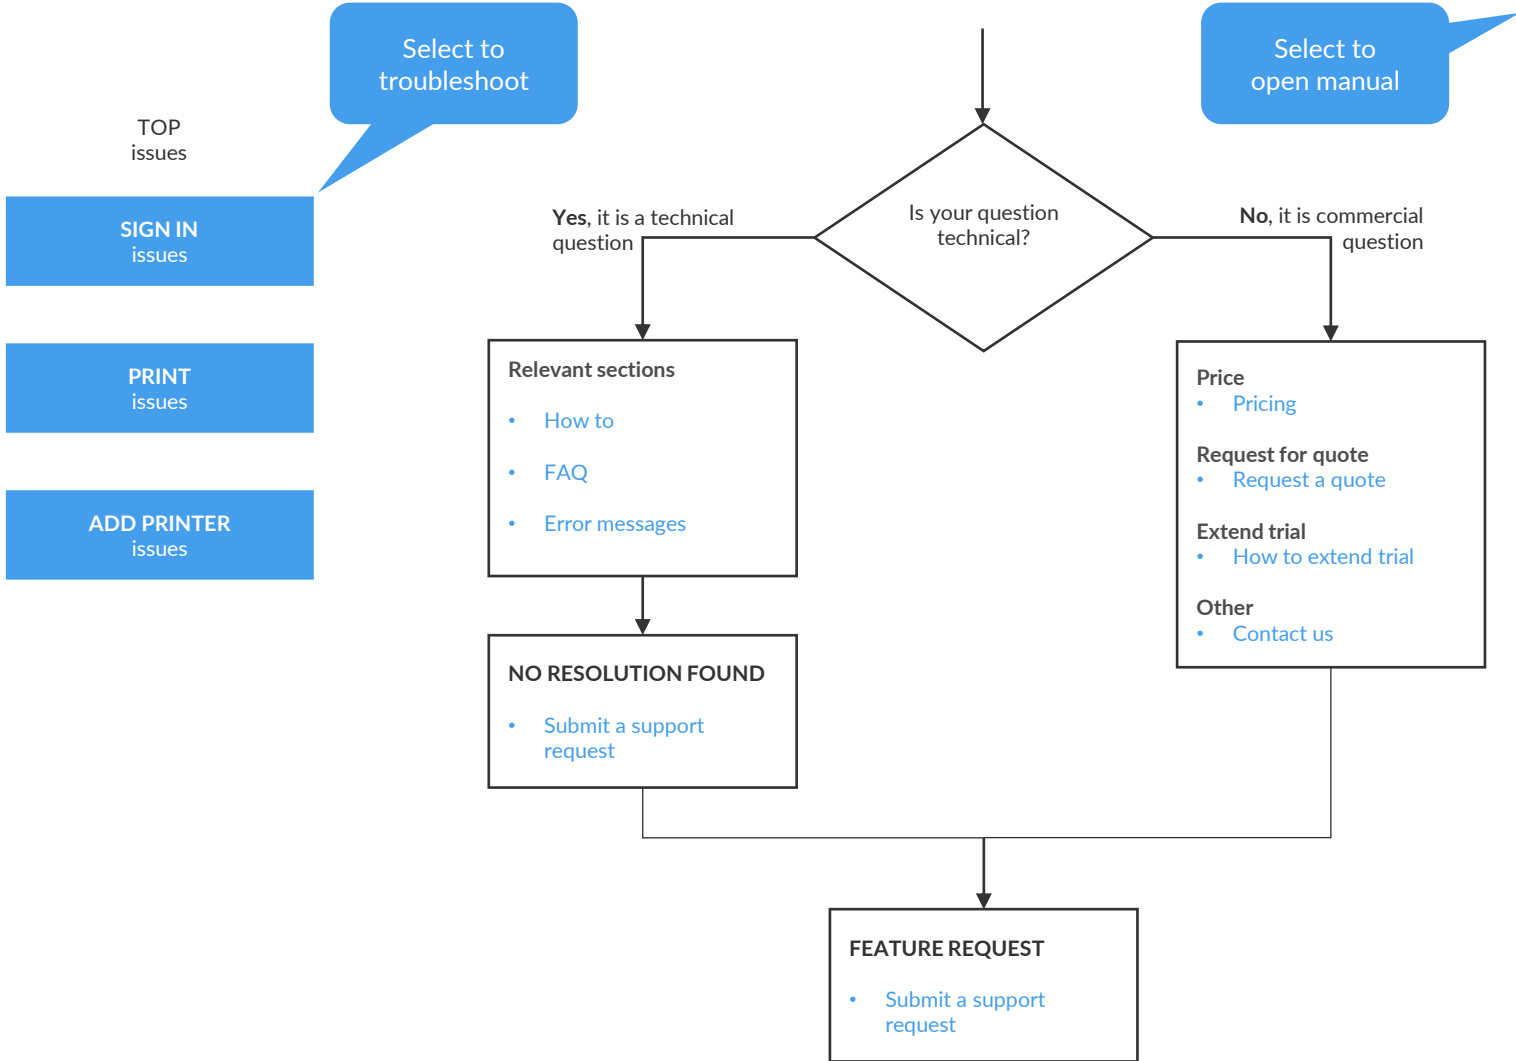 Select to
troubleshoot
Select to
open manual
TOP
issues
SIGN IN
issues
PRINT
issues
ADD PRINTER
issues
Is your question
technical?
Yes, it is a technical
question
No, it is commercial
question
Relevant sections
• How to
• FAQ
• Error messages
NO RESOLUTION FOUND
• Submit a support
request
Price
• Pricing
Request for quote
• Request a quote
Extend trial
• How to extend trial
Other
• Contact us
FEATURE REQUEST
• Submit a support
request